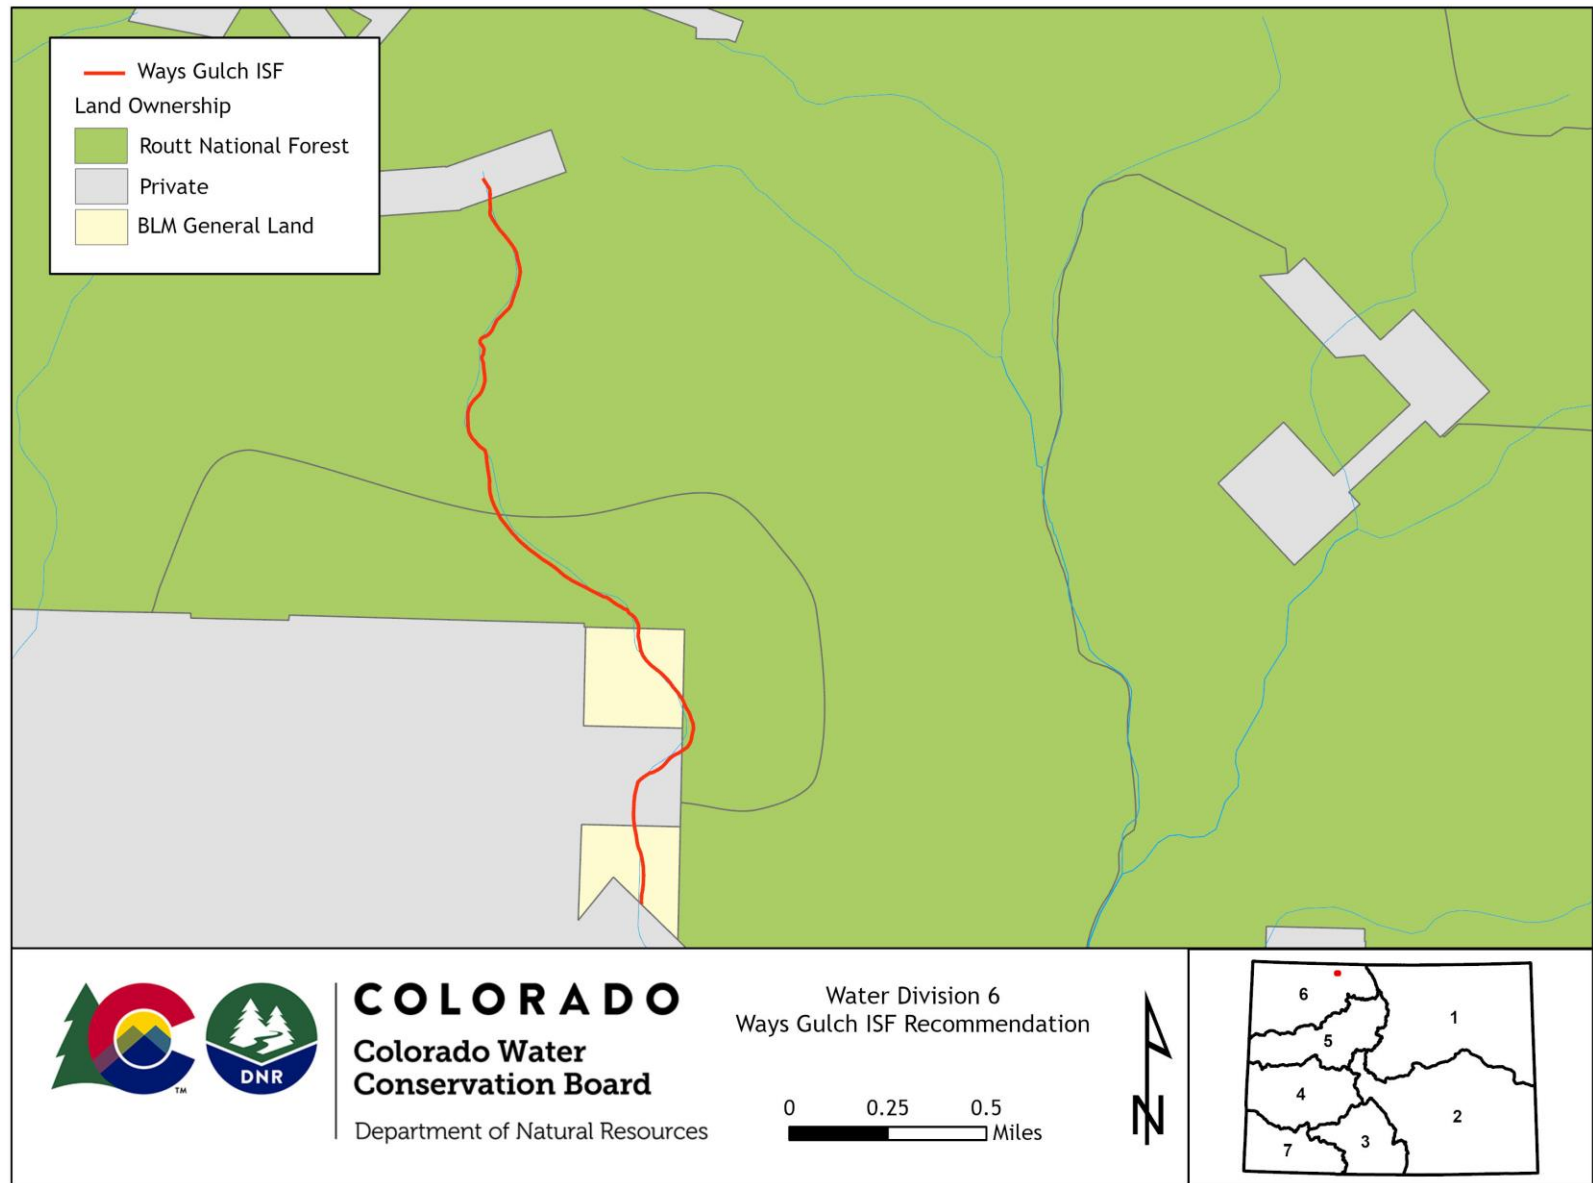 Ways Gulch ISF
Land Ownership
Routt National Forest
Private
BLM General Land
COLORADO
Colorado Water
Conservation Board
Department of Natural Resources
TM
DNR
Water Division 6
Ways Gulch ISF Recommendation
0 0.25 0.5
Miles
N
6
1
5
4
2
3
7